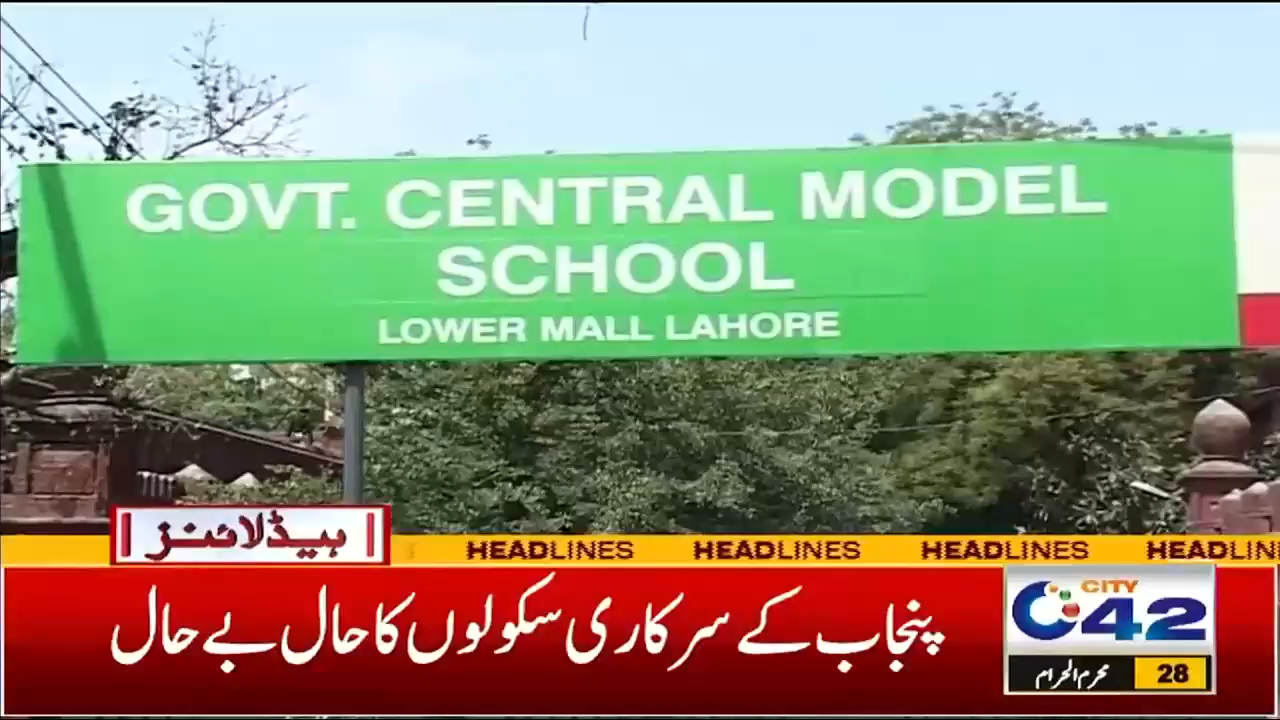 GOVT. CENTRAL MODEL
SCHOOL
LOWER MALL LAHORE
ہیڈلائنز
HEADLINES HEADLINES HEADLINES HEADLIN
پنجاب کے سرکاری سکولوں کا حال بے حال
CITY
42
محرم الحرام 28